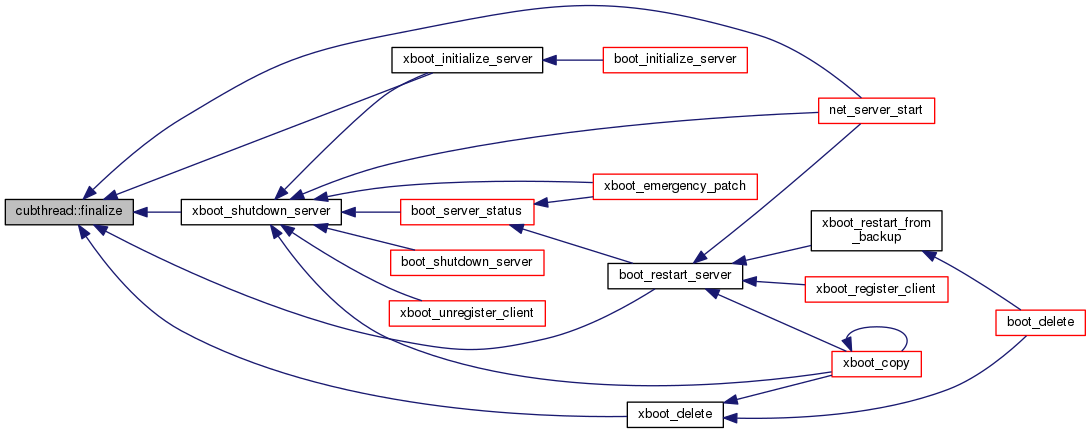 xboot_initialize_server
boot_initialize_server
net_server_start
xboot_emergency_patch
cubthread::finalize
xboot_shutdown_server
boot_server_status
xboot_restart_from
_backup
boot_shutdown_server
boot_restart_server
xboot_register_client
xboot_unregister_client
boot_delete
xboot_copy
xboot_delete